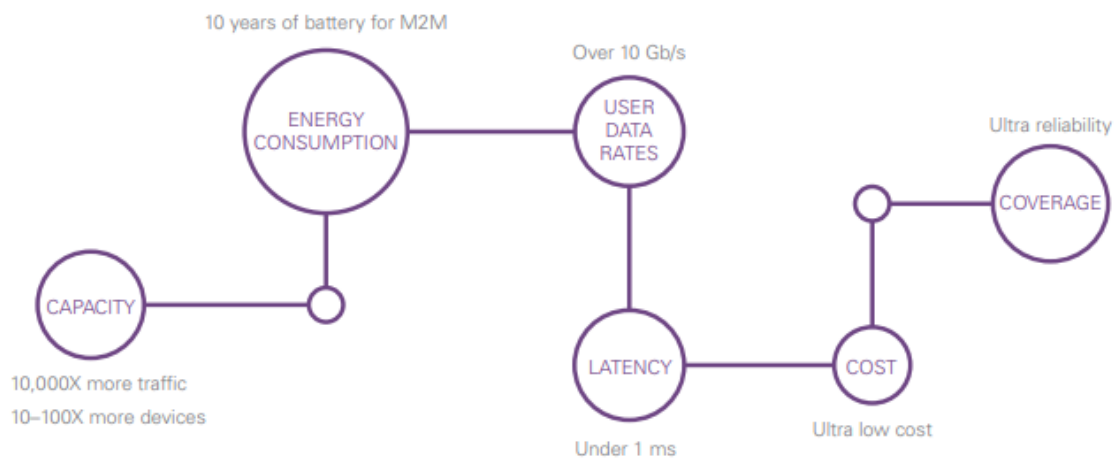 10 years of battery for M2M
ENERGY
CONSUMPTION
Over 10 Gb/s
USER
DATA
RATES
Ultra reliability
COVERAGE
CAPACITY
10,000X more traffic
10–100X more devices
LATENCY
Under 1 ms
COST
Ultra low cost